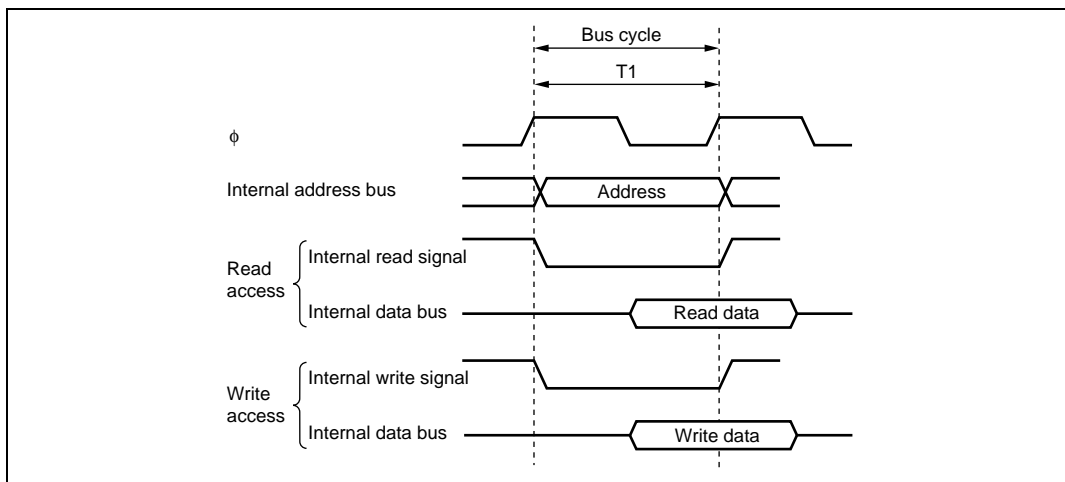 Bus cycle
T1
ϕ
Internal address bus
Address
Read
access
Internal read signal
Internal data bus
Read data
Write
access
Internal write signal
Internal data bus
Write data